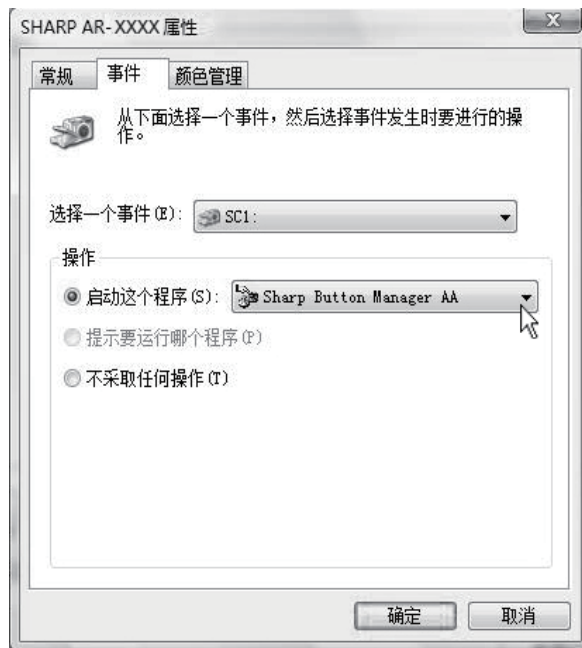 SHARP AR-XXXX 属性
常规 事件 颜色管理
从下面选择一个事件，然后选择事件发生时要进行的操
作。
选择一个事件(E): SC1:
操作
启动这个程序(S): Sharp Button Manager AA
提示要运行哪个程序(P)
不采取任何操作(T)
确定 取消